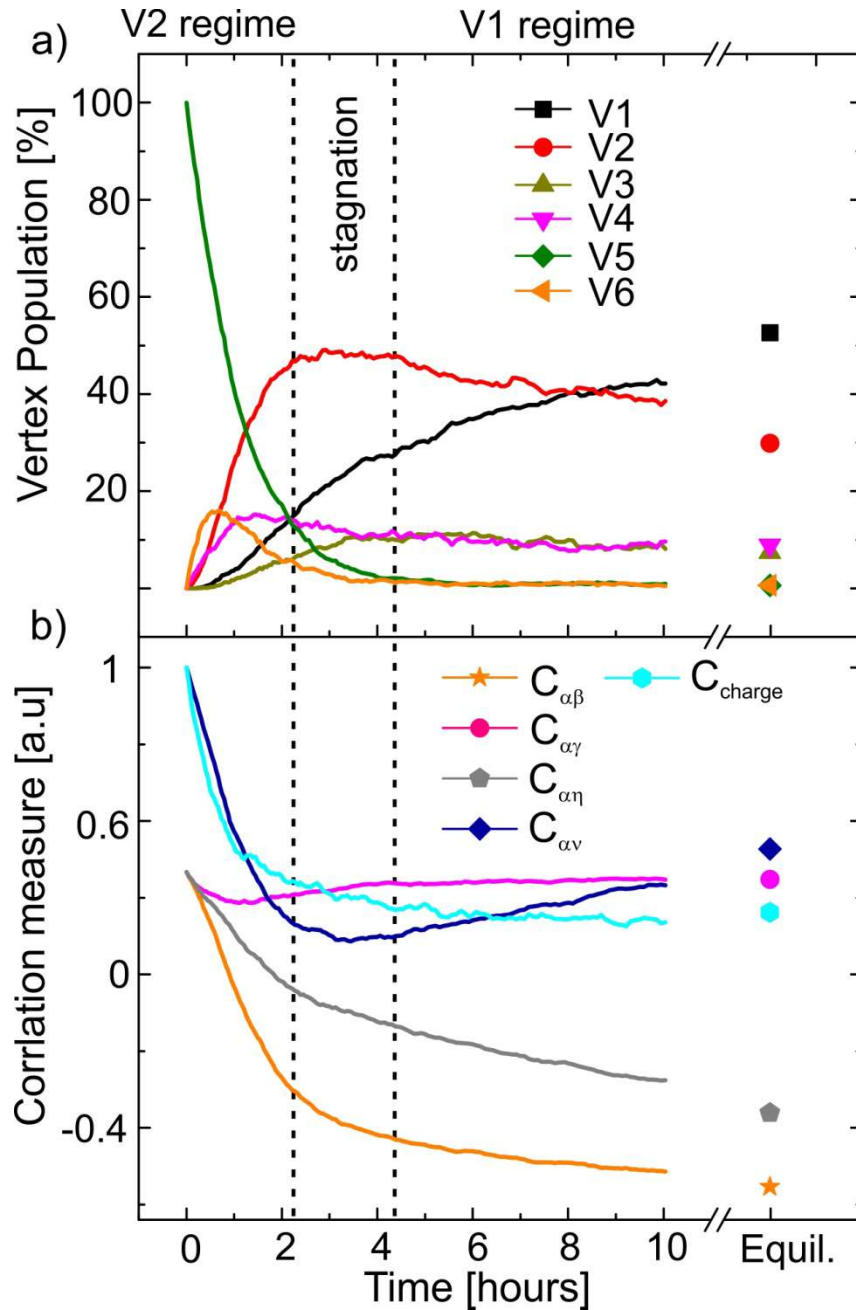 V2 regime V1 regime
a)
100
80
60
40
20
Vertex Population [%]
stagnation
V1
V2
V3
V4
V5
V6
b)
1
0.6
0
-0.4
Corrlation measure [a.u]
Cαβ
Ccharge
Cαγ
Cαη
Cαν
0 2 4 6 8 10 Equil.
Time [hours]